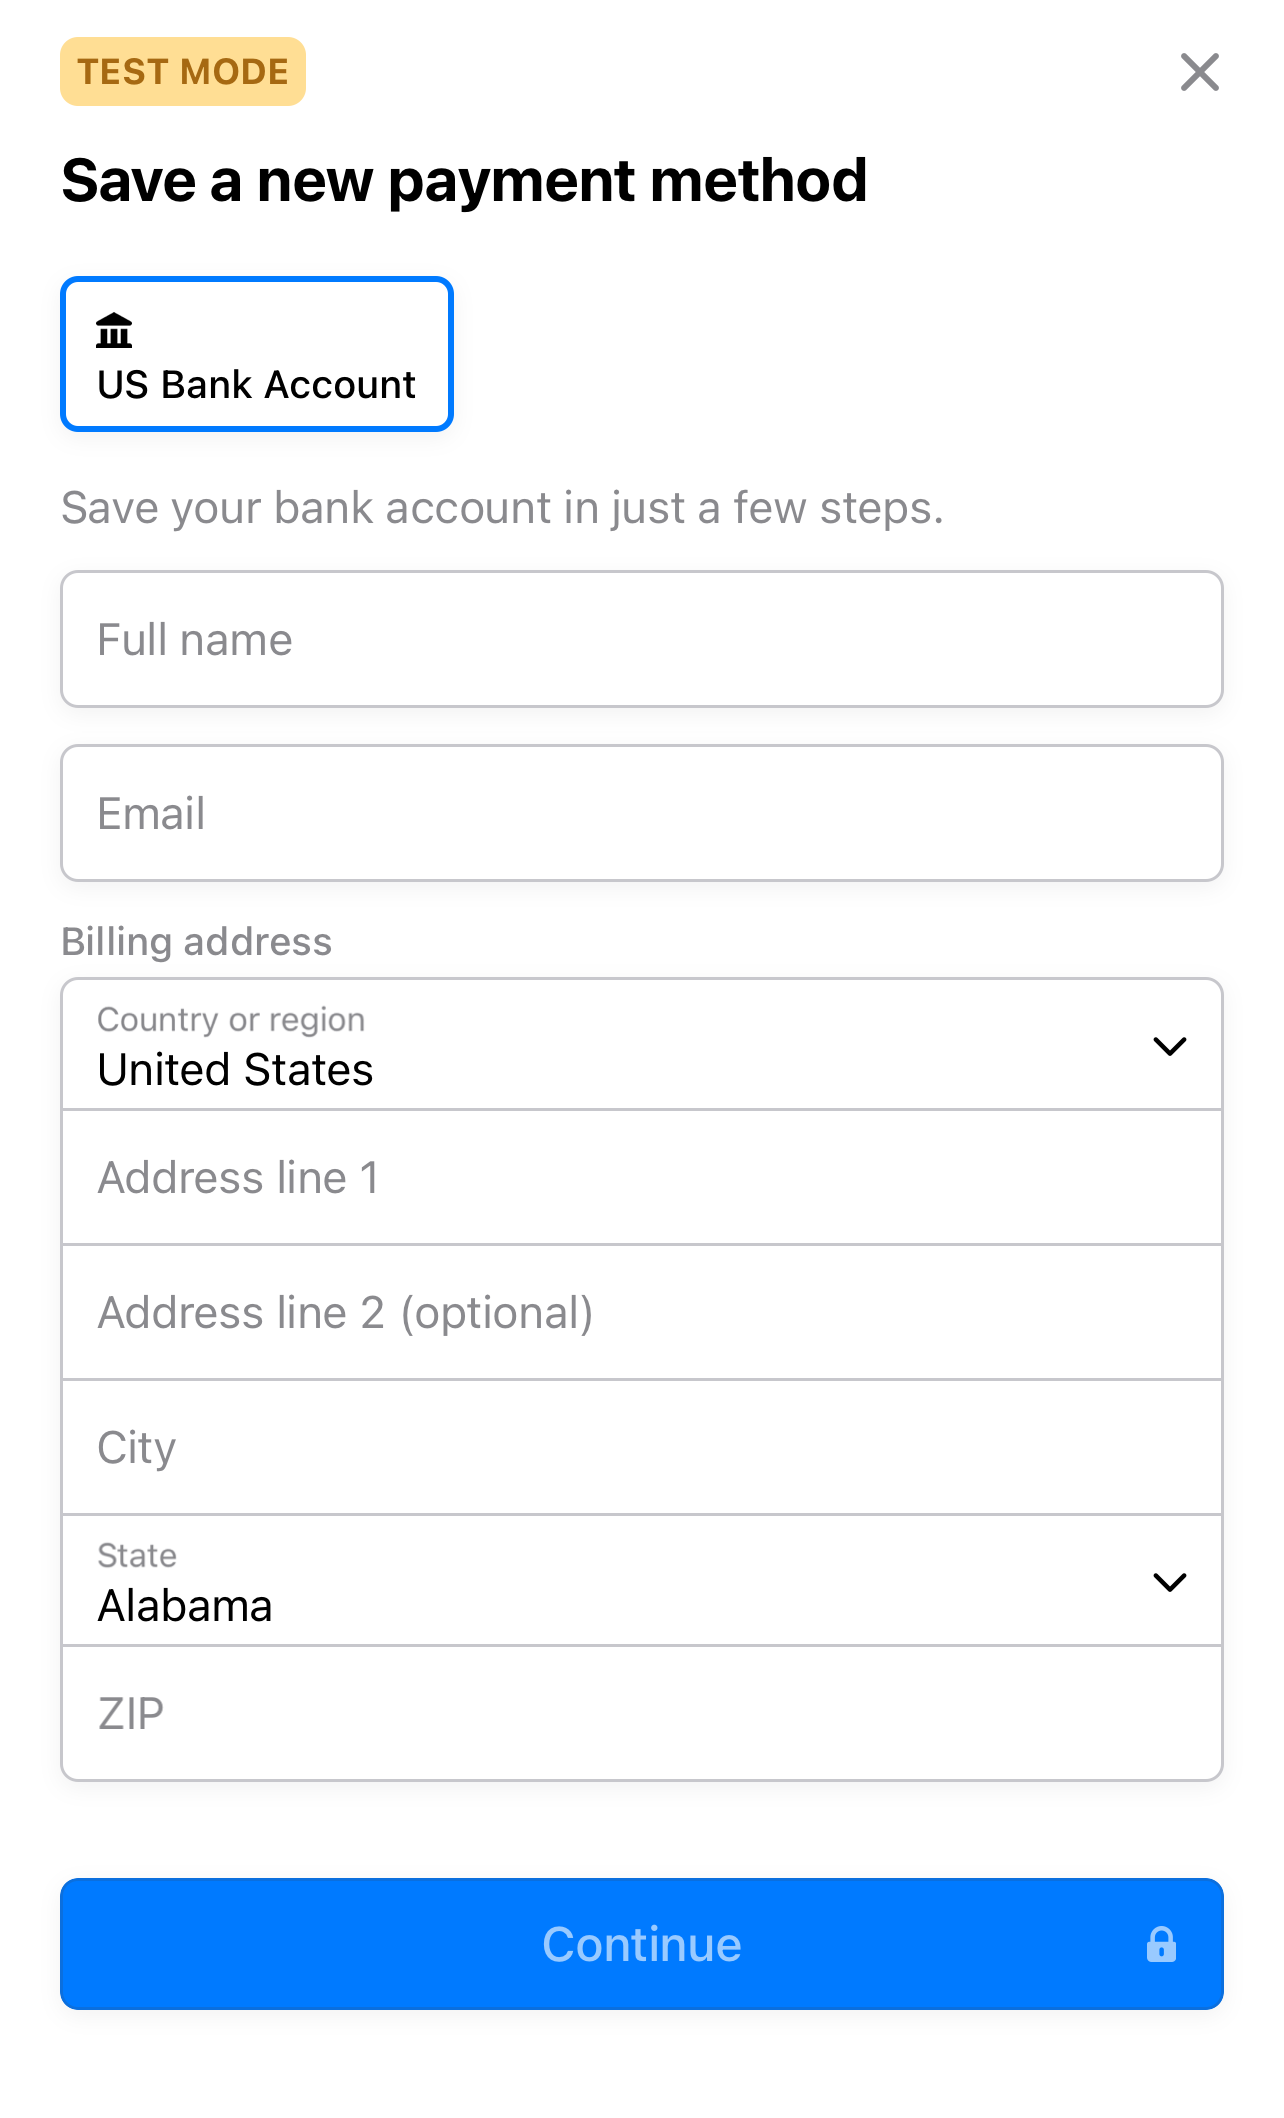 TEST MODE
Save a new payment method
US Bank Account
Save your bank account in just a few steps.
Full name
Email
Billing address
Country or region
United States
Address line 1
Address line 2 (optional)
City
State
Alabama
ZIP
Continue